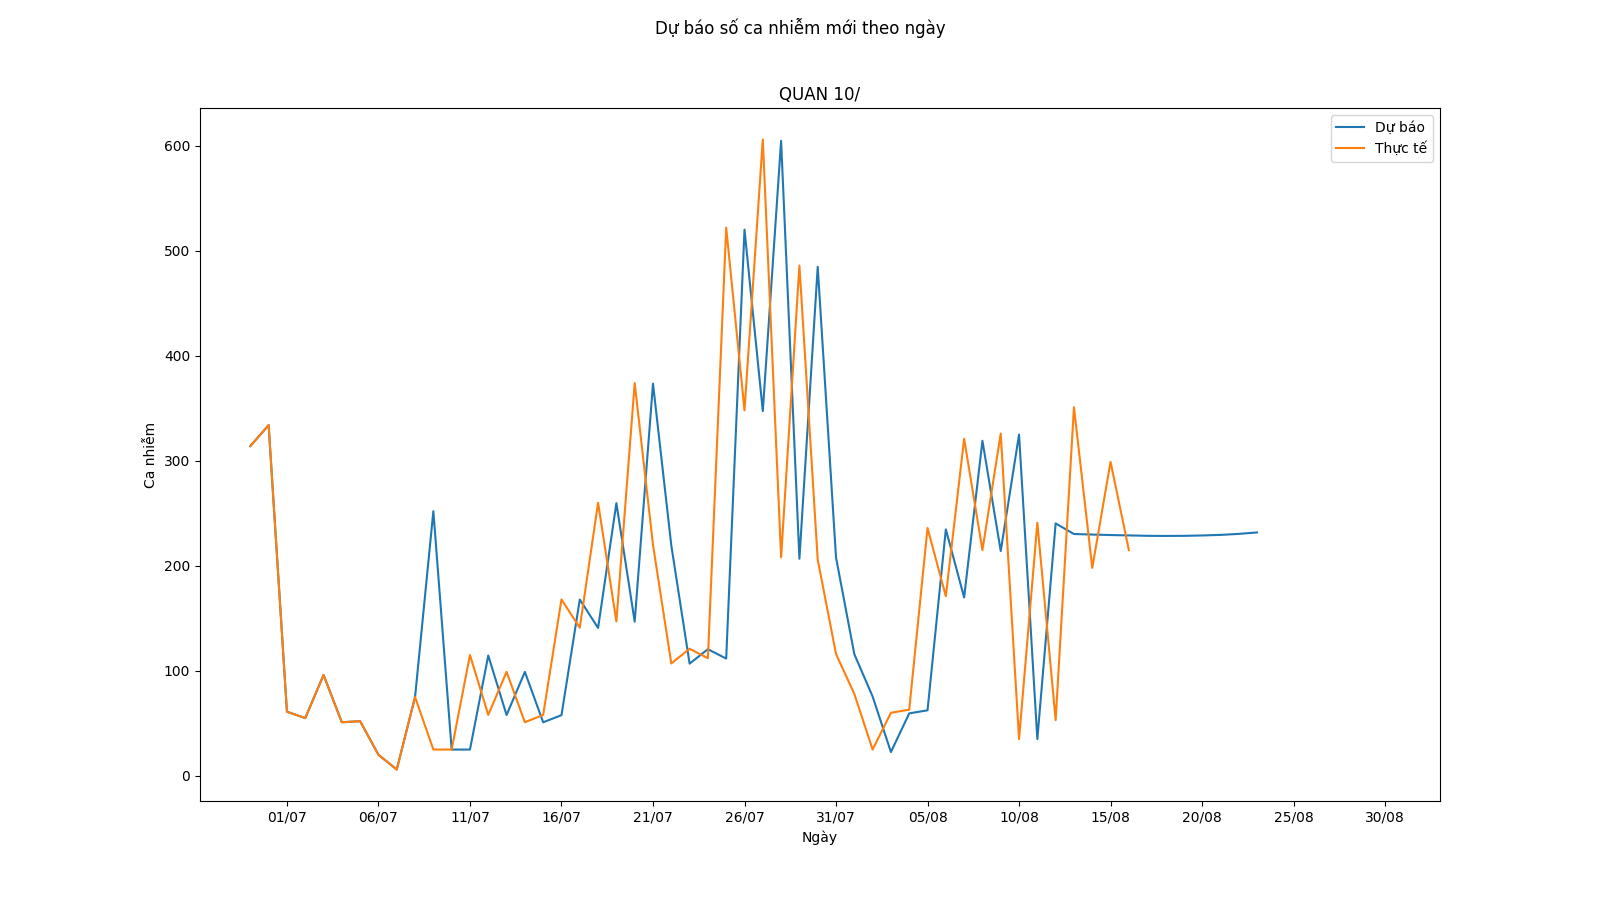 Dự báo số ca nhiễm mới theo ngày
QUAN 10/
Dự báo
Thực tế
600
500
400
300
200
100
0
Ca nhiễm
01/07 06/07 11/07 16/07 21/07 26/07 31/07 05/08 10/08 15/08 20/08 25/08 30/08
Ngày